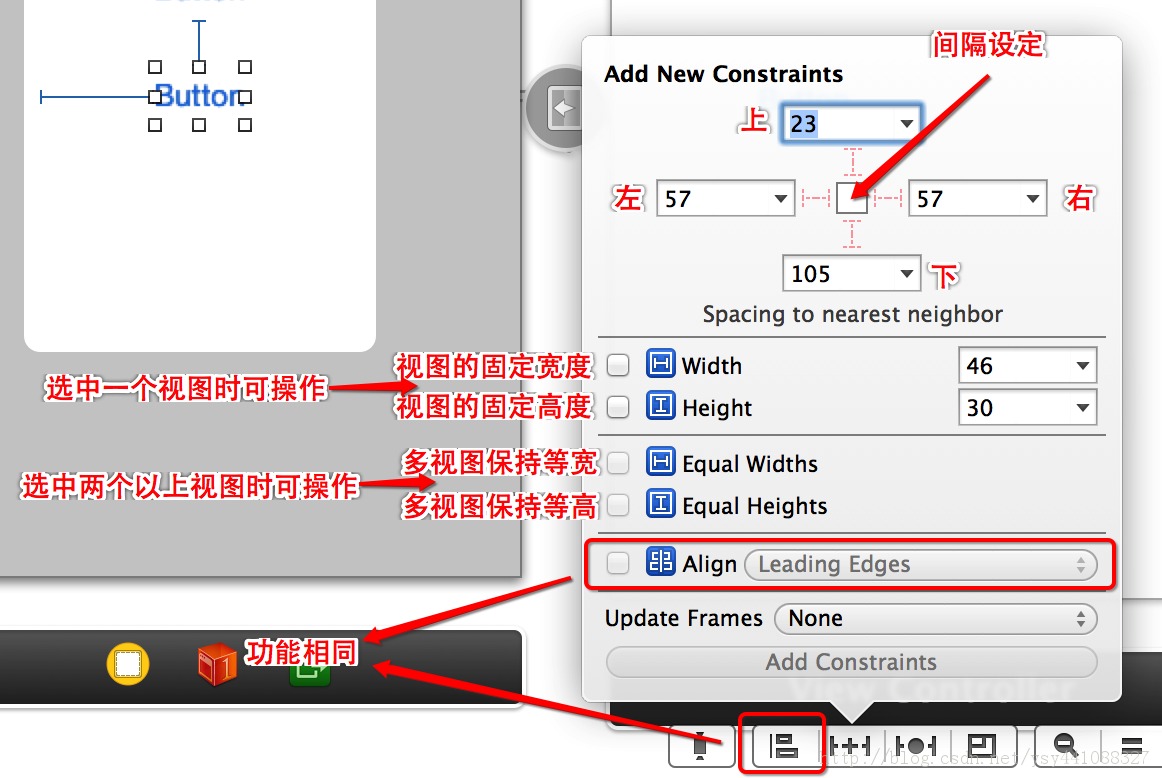 Button
间隔设定
Add New Constraints
上
23
左
57
57
右
105
下
Spacing to nearest neighbor
Button
选中一个视图时可操作
视图的固定宽度
Width
46
视图的固定高度
Height
30
选中两个以上视图时可操作
多视图保持等宽
Equal Widths
多视图保持等高
Equal Heights
Align
Leading Edges
Update Frames
None
功能相同
1
Add Constraints
View Controller
http://blog.csdn.net/ysy441088327